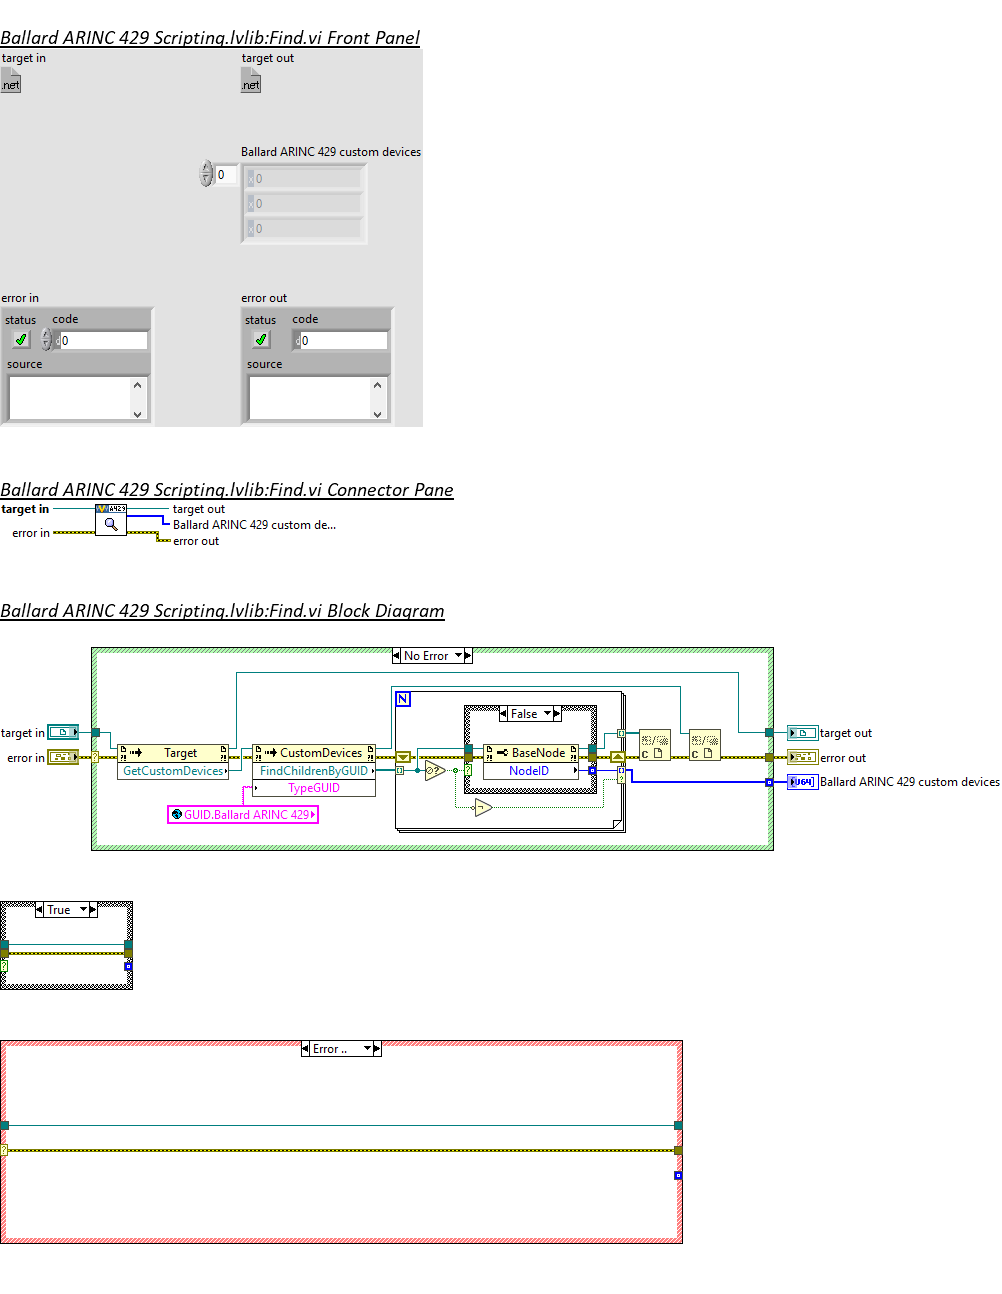 Ballard ARINC 429 Scripting.lvlib:Find.vi Front Panel
target in
target out
.net
.net
Ballard ARINC 429 custom devices
0
x 0
x 0
x 0
error in
error out
status code
status code
d 0
d 0
source
source
Ballard ARINC 429 Scripting.lvlib:Find.vi Connector Pane
target in
A429
target out
Ballard ARINC 429 custom de...
error in
error out
Ballard ARINC 429 Scripting.lvlib:Find.vi Block Diagram
No Error
N
False
target in
target out
Target
CustomDevices
BaseNode
error in
error out
GetCustomDevices
FindChildrenByGUID
NodeID
TypeGUID
U64
Ballard ARINC 429 custom devices
GUID.Ballard ARINC 429
True
Error ..